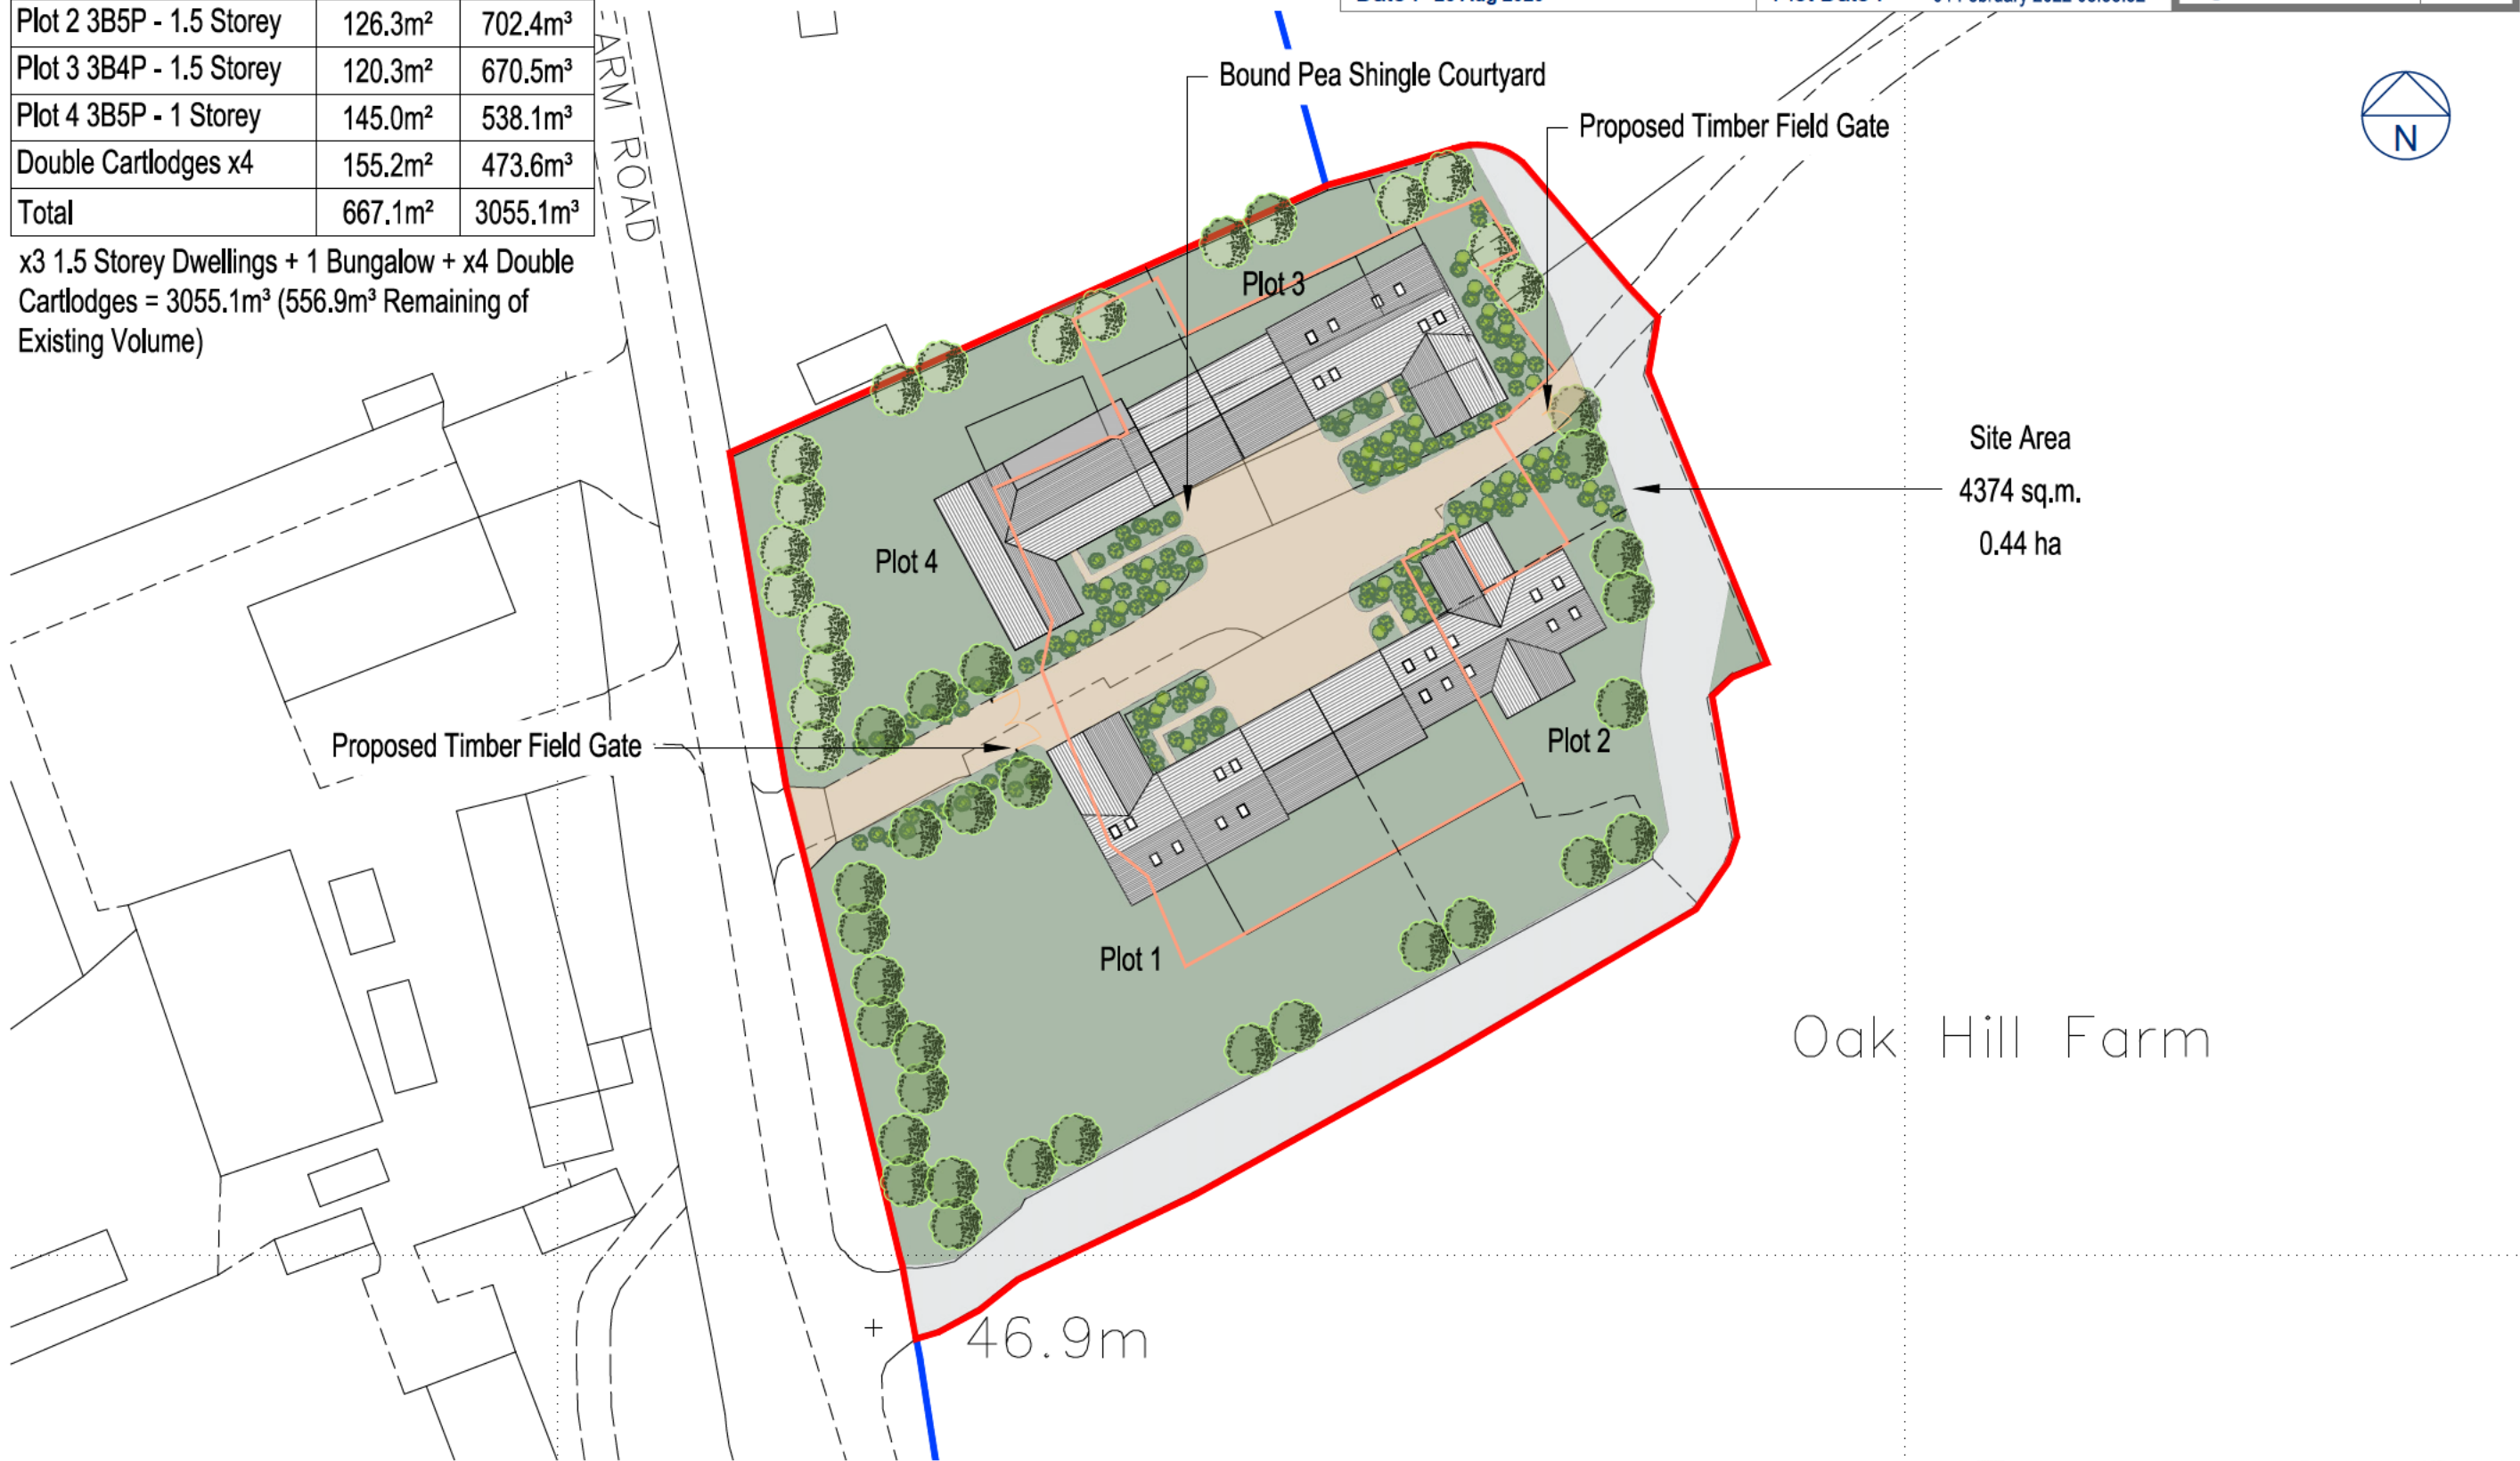 Plot 2 3B5P - 1.5 Storey 126.3m² 702.4m³
Plot 3 3B4P - 1.5 Storey 120.3m² 670.5m³
Plot 4 3B5P - 1 Storey 145.0m² 538.1m³
Double Cartlodges x4 155.2m² 473.6m³
Total 667.1m² 3055.1m³
x3 1.5 Storey Dwellings + 1 Bungalow + x4 Double
Cartlodges = 3055.1m³ (556.9m³ Remaining of
Existing Volume)
ARM ROAD
Bound Pea Shingle Courtyard
Proposed Timber Field Gate
N
Plot 3
Site Area
4374 sq.m.
0.44 ha
Plot 4
Proposed Timber Field Gate
Plot 2
Plot 1
Oak Hill Farm
46.9m